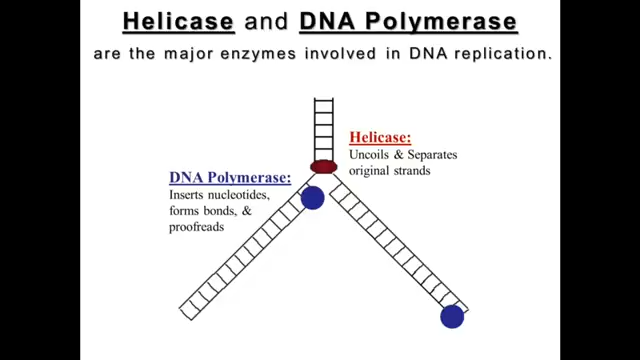 Helicase and DNA Polymerase
are the major enzymes involved in DNA replication.
Helicase:
Uncoils & Separates
original strands
DNA Polymerase:
Inserts nucleotides,
forms bonds, &
proofreads